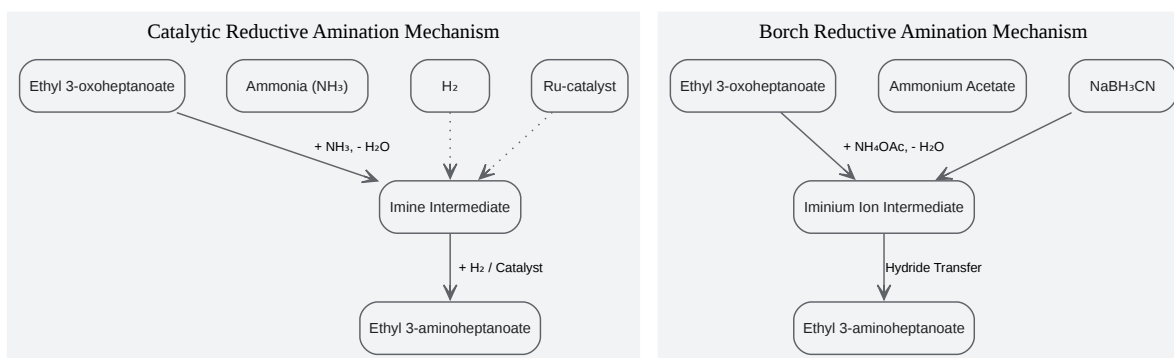 Catalytic Reductive Amination Mechanism
Ethyl 3-oxoheptanoate
Ammonia (NH₃)
H₂
Ru-catalyst
+ NH₃, - H₂O
Imine Intermediate
+ H₂ / Catalyst
Ethyl 3-aminoheptanoate
Borch Reductive Amination Mechanism
Ethyl 3-oxoheptanoate
Ammonium Acetate
NaBH₃CN
+ NH₄OAc, - H₂O
Iminium Ion Intermediate
Hydride Transfer
Ethyl 3-aminoheptanoate